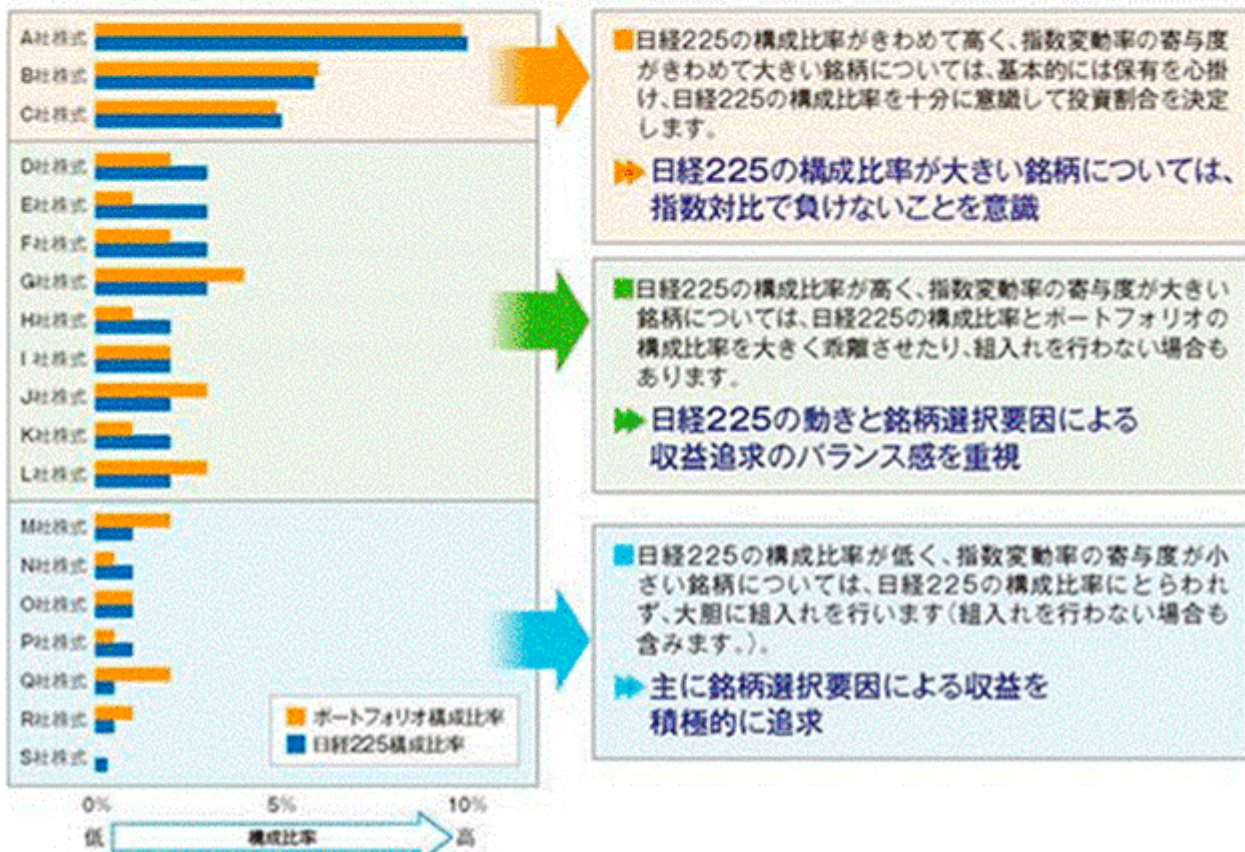 A社株式
B社株式
C社株式
D社株式
E社株式
F社株式
G社株式
H社株式
I社株式
J社株式
K社株式
L社株式
M社株式
N社株式
O社株式
P社株式
Q社株式
R社株式
S社株式
ポートフォリオ構成比率
日経225構成比率
0%
5%
10%
低
構成比率
高
日経225の構成比率がきわめて高く、指数変動率の寄与度
がきわめて大きい銘柄については、基本的には保有を心掛
け、日経225の構成比率を十分に意識して投資割合を決定
します。
日経225の構成比率が大きい銘柄については、
指数対比で負けないことを意識
日経225の構成比率が高く、指数変動率の寄与度が大きい
銘柄については、日経225の構成比率とポートフォリオの
構成比率を大きく乖離させたり、組入れを行わない場合も
あります。
日経225の動きと銘柄選択要因による
収益追求のバランス感を重視
日経225の構成比率が低く、指数変動率の寄与度が小
さい銘柄については、日経225の構成比率にとらわれ
ず、大胆に組入れを行います(組入れを行わない場合も
含みます。)。
主に銘柄選択要因による収益を
積極的に追求